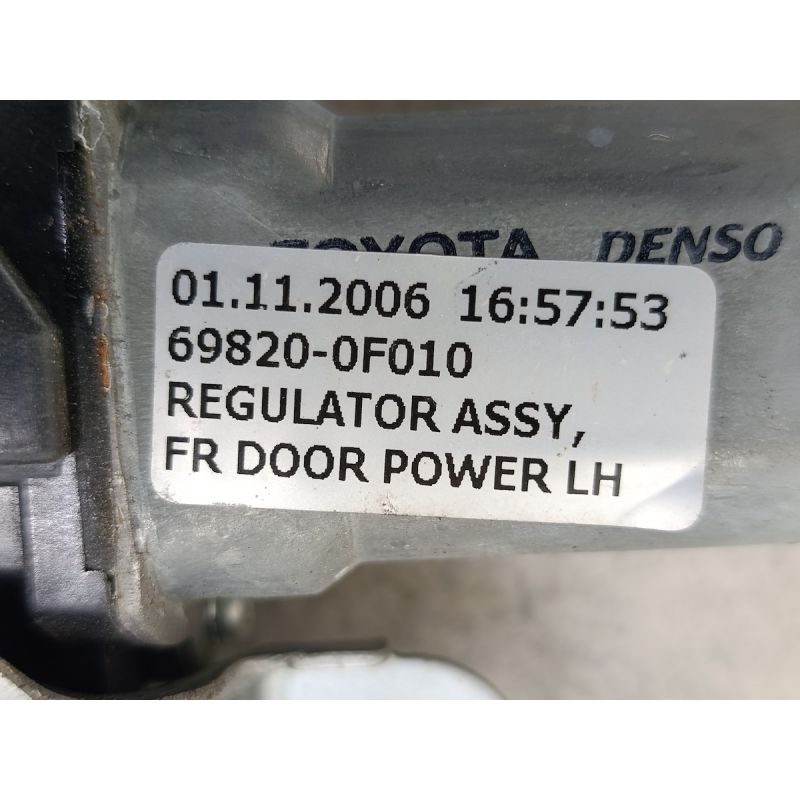 TOYOTA DENSO
01.11.2006 16:57:53
69820-0F010
REGULATOR ASSY,
FR DOOR POWER LH